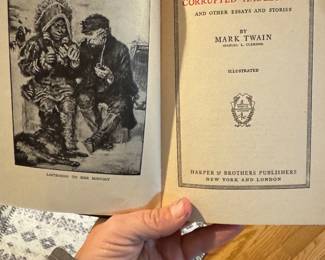 LISTENING TO HER HISTORY
CORRUPTED
AND OTHER ESSAYS AND STORIES
BY
MARK TWAIN
(SAMUEL L. CLEMENS)
ILLUSTRATED
HARPER & BROTHERS PUBLISHERS
NEW YORK AND LONDON